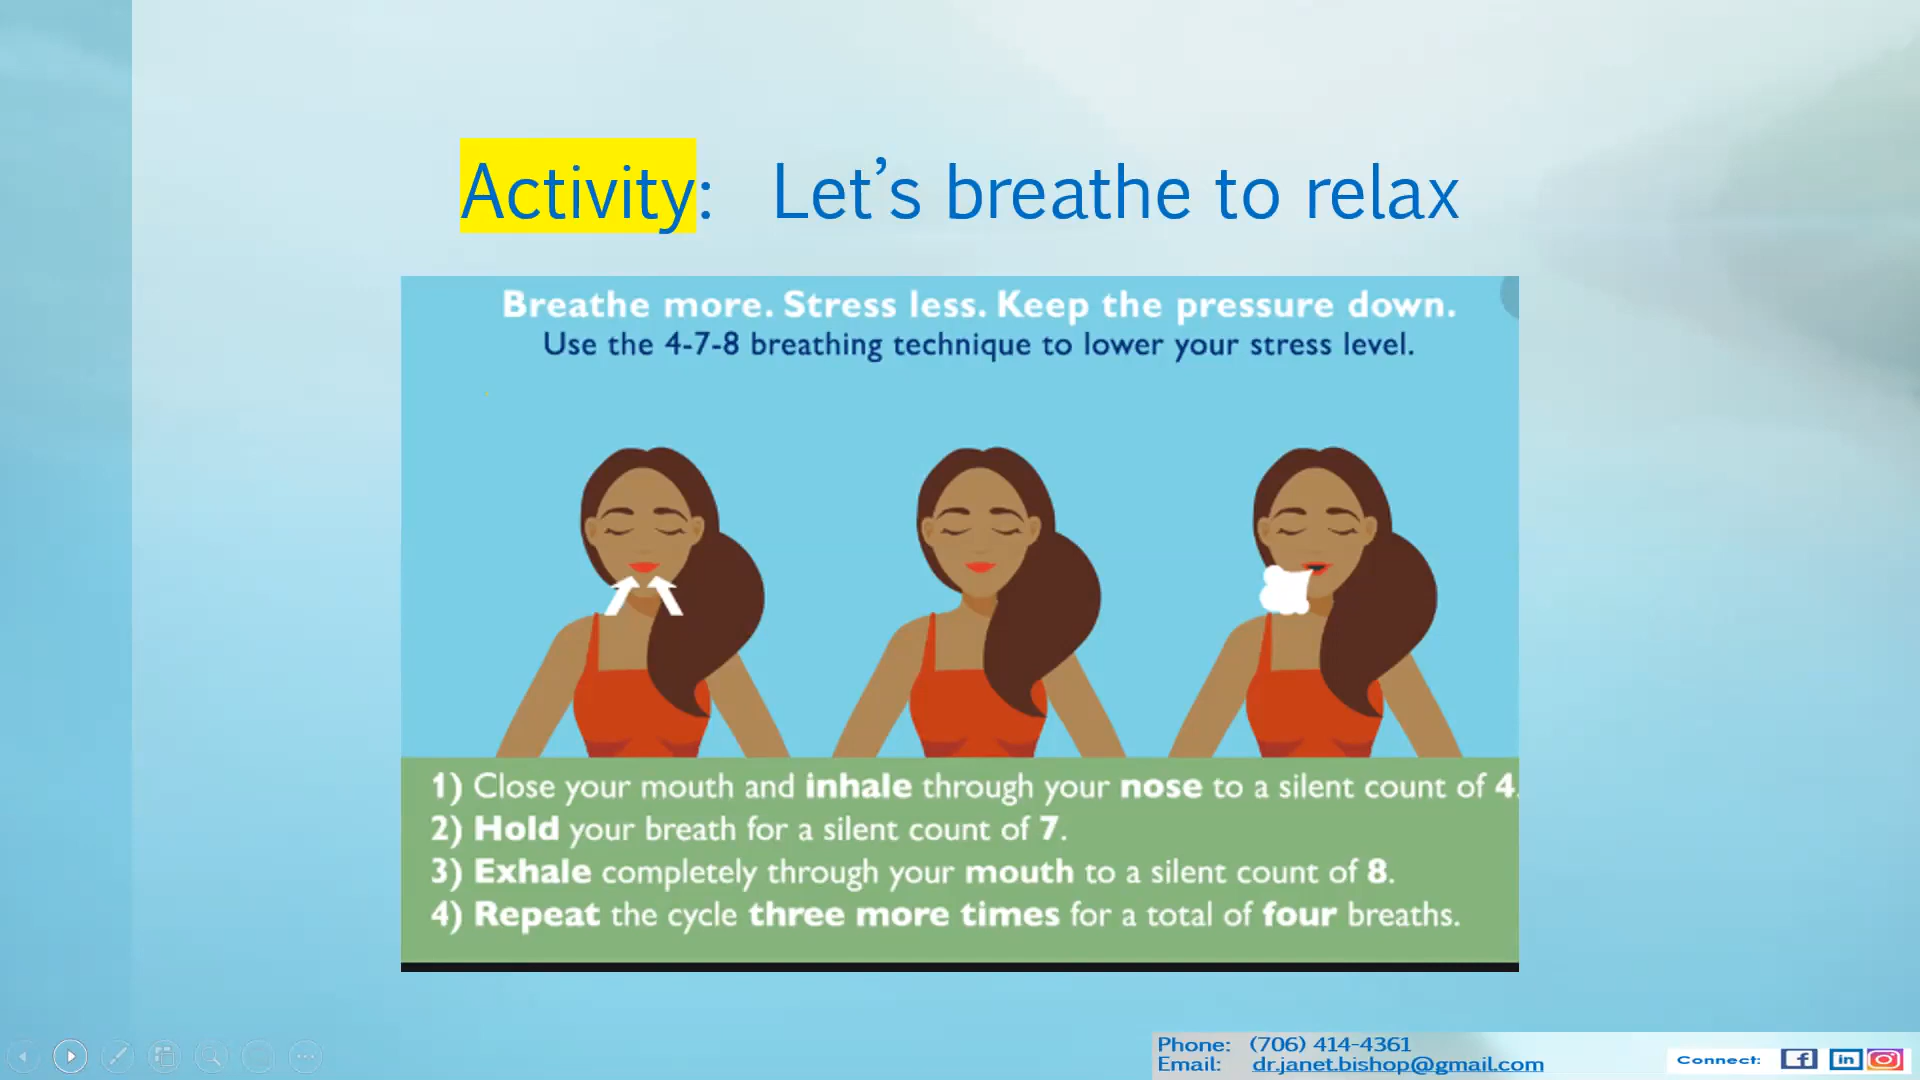 Activity: Let’s breathe to relax
Breathe more. Stress less. Keep the pressure down.
Use the 4-7-8 breathing technique to lower your stress level.
1) Close your mouth and inhale through your nose to a silent count of 4.
2) Hold your breath for a silent count of 7.
3) Exhale completely through your mouth to a silent count of 8.
4) Repeat the cycle three more times for a total of four breaths.
Phone: (706) 414-4361
Email: dr.janet.bishop@gmail.com
Connect: f in